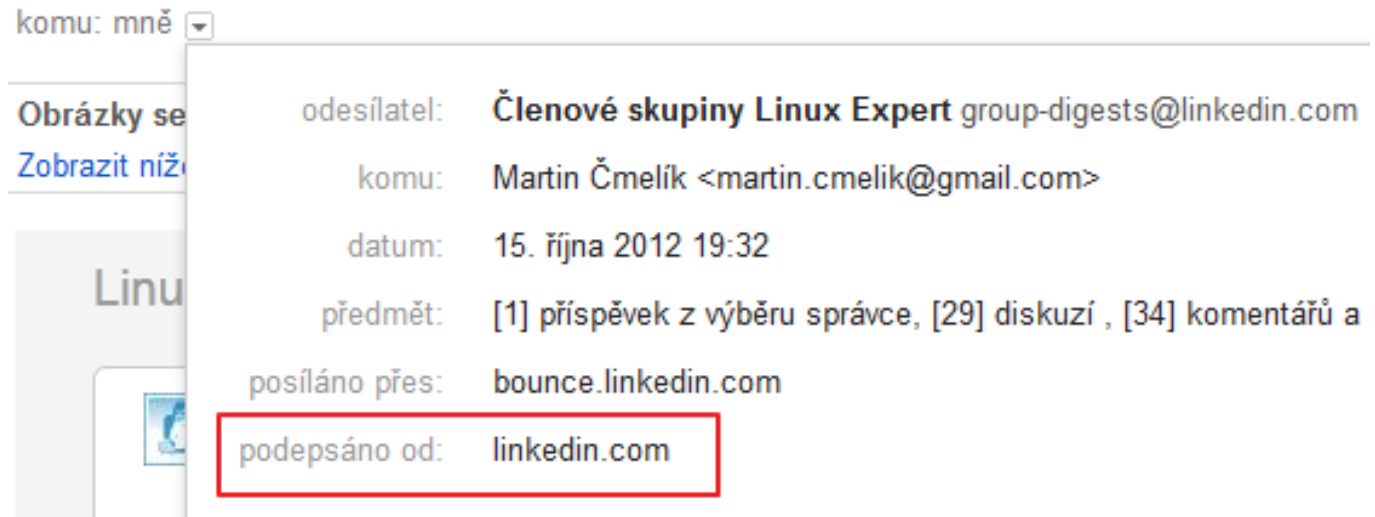 komu: mně
odesílatel: Členové skupiny Linux Expert group-digests@linkedin.com
Obrázky se
Zobrazit níž
komu: Martin Čmelík <martin.cmelik@gmail.com>
datum: 15. října 2012 19:32
Linu
předmět: [1] příspěvek z výběru správce, [29] diskuzí , [34] komentářů a
posíláno přes: bounce.linkedin.com
podepsáno od: linkedin.com